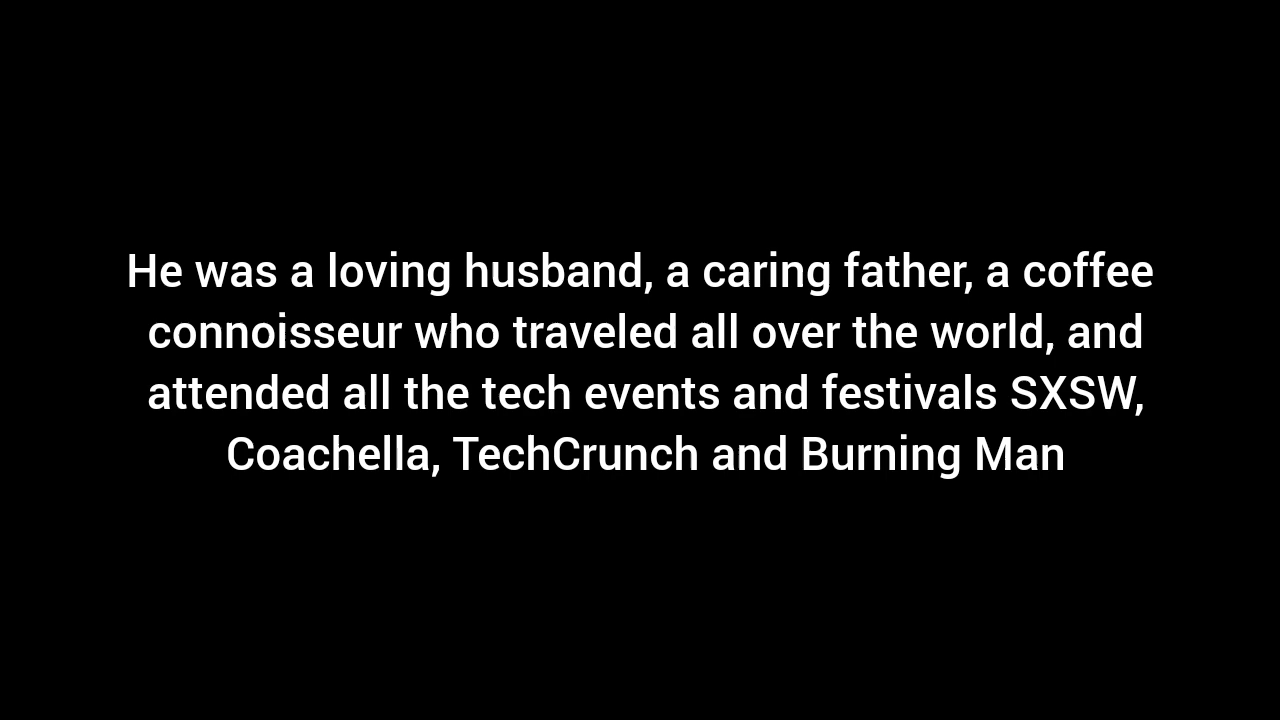 He was a loving husband, a caring father, a coffee
connoisseur who traveled all over the world, and
attended all the tech events and festivals SXSW,
Coachella, TechCrunch and Burning Man